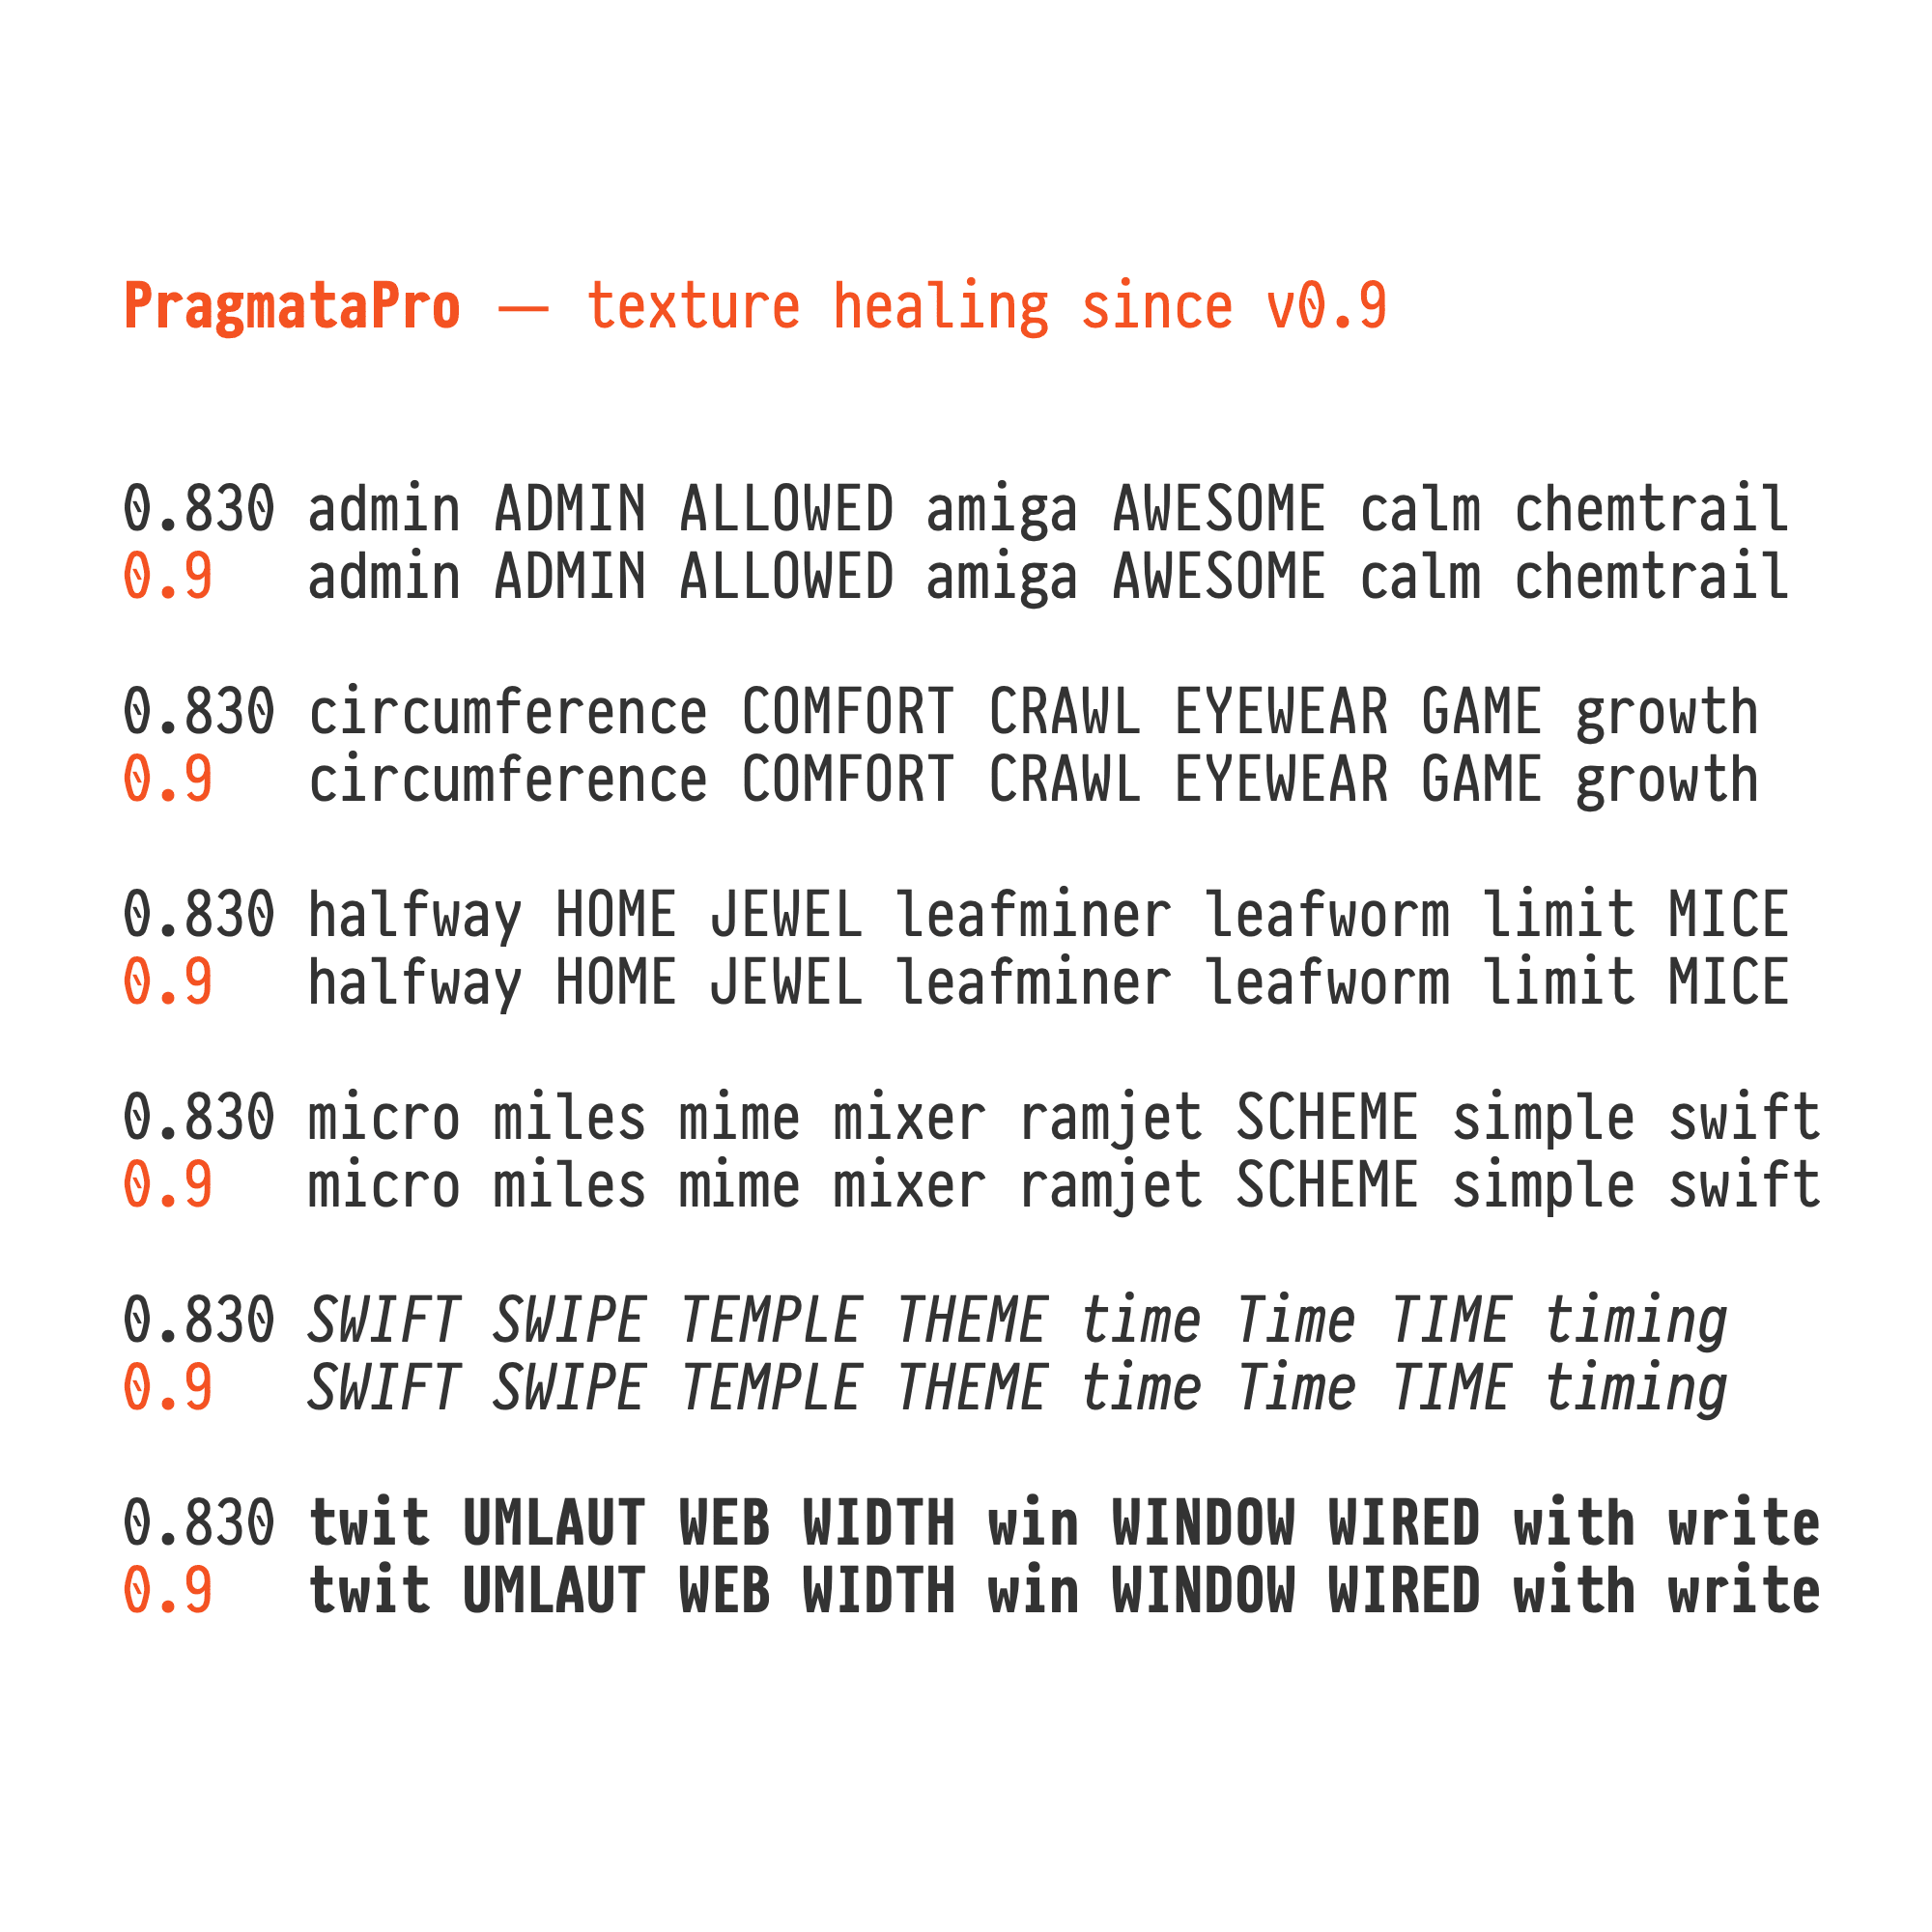 PragmataPro — texture healing since v0.9
0.830 admin ADMIN ALLOWED amiga AWESOME calm chemtrail
0.9 admin ADMIN ALLOWED amiga AWESOME calm chemtrail
0.830 circumference COMFORT CRAWL EYEWEAR GAME growth
0.9 circumference COMFORT CRAWL EYEWEAR GAME growth
0.830 halfway HOME JEWEL leafminer leafworm limit MICE
0.9 halfway HOME JEWEL leafminer leafworm limit MICE
0.830 micro miles mime mixer ramjet SCHEME simple swift
0.9 micro miles mime mixer ramjet SCHEME simple swift
0.830 SWIFT SWIPE TEMPLE THEME time Time TIME timing
0.9 SWIFT SWIPE TEMPLE THEME time Time TIME timing
0.830 twit UMLAUT WEB WIDTH win WINDOW WIRED with write
0.9 twit UMLAUT WEB WIDTH win WINDOW WIRED with write